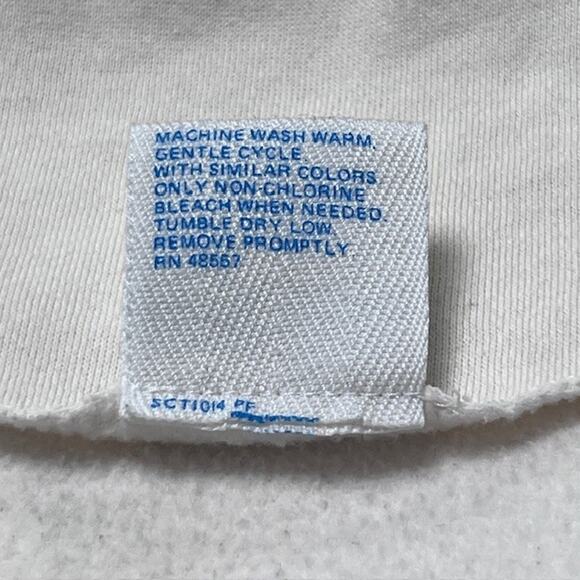 MACHINE WASH WARM,
GENTLE CYCLE
WITH SIMILAR COLORS
ONLY NON-CHLORINE
BLEACH WHEN NEEDED.
TUMBLE DRY LOW.
REMOVE PROMPTLY
RN 48557
SCT1014 PF